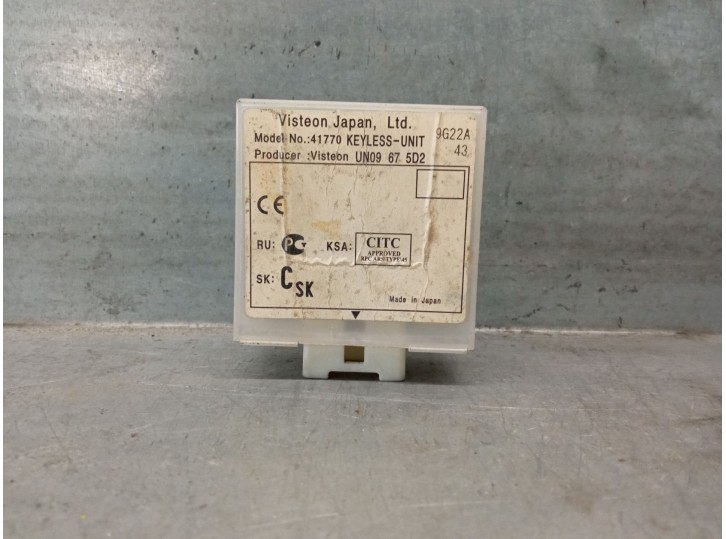 Visteon Japan, Ltd.
Model No.:41770 KEYLESS-UNIT
9G22A
Producer :Visteon UN09 67 5D2
43
CE
RU: PG
KSA: CITC
APPROVED
SK: CSK
Made in Japan